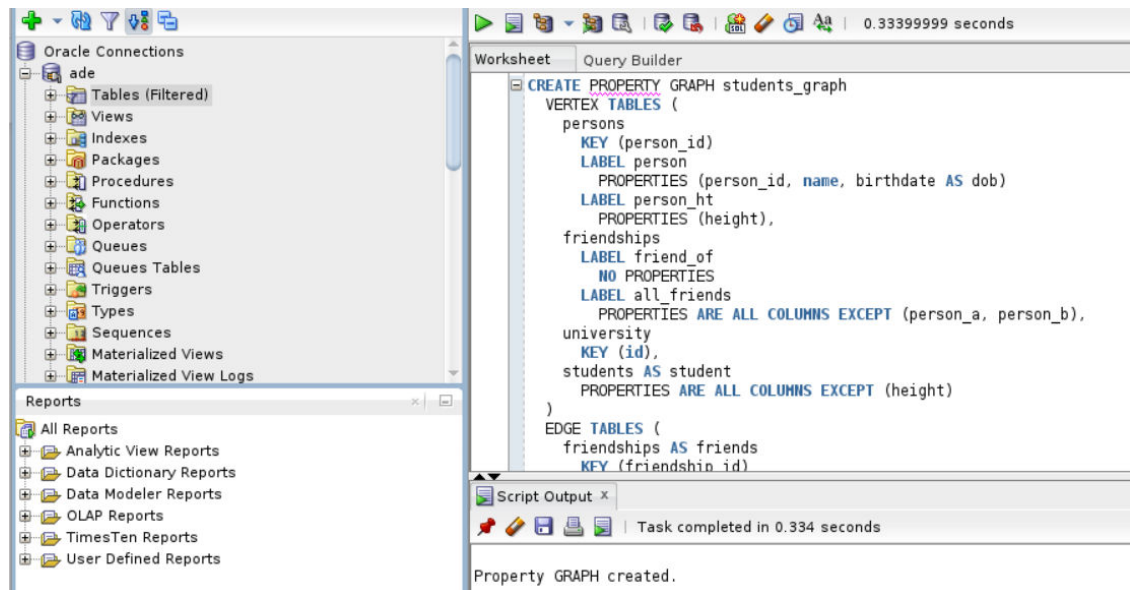 Oracle Connections
ade
Tables (Filtered)
Views
Indexes
Packages
Procedures
Functions
Operators
Queues
Queues Tables
Triggers
Types
Sequences
Materialized Views
Materialized View Logs
Reports
All Reports
Analytic View Reports
Data Dictionary Reports
Data Modeler Reports
OLAP Reports
TimesTen Reports
User Defined Reports
0.33399999 seconds
Worksheet Query Builder
CREATE PROPERTY GRAPH students_graph
VERTEX TABLES (
persons
KEY (person_id)
LABEL person
PROPERTIES (person_id, name, birthdate AS dob)
LABEL person_ht
PROPERTIES (height),
friendships
LABEL friend_of
NO PROPERTIES
LABEL all_friends
PROPERTIES ARE ALL COLUMNS EXCEPT (person_a, person_b),
university
KEY (id),
students AS student
PROPERTIES ARE ALL COLUMNS EXCEPT (height)
)
EDGE TABLES (
friendships AS friends
KEY (friendship_id)
Script Output x
Task completed in 0.334 seconds
Property GRAPH created.